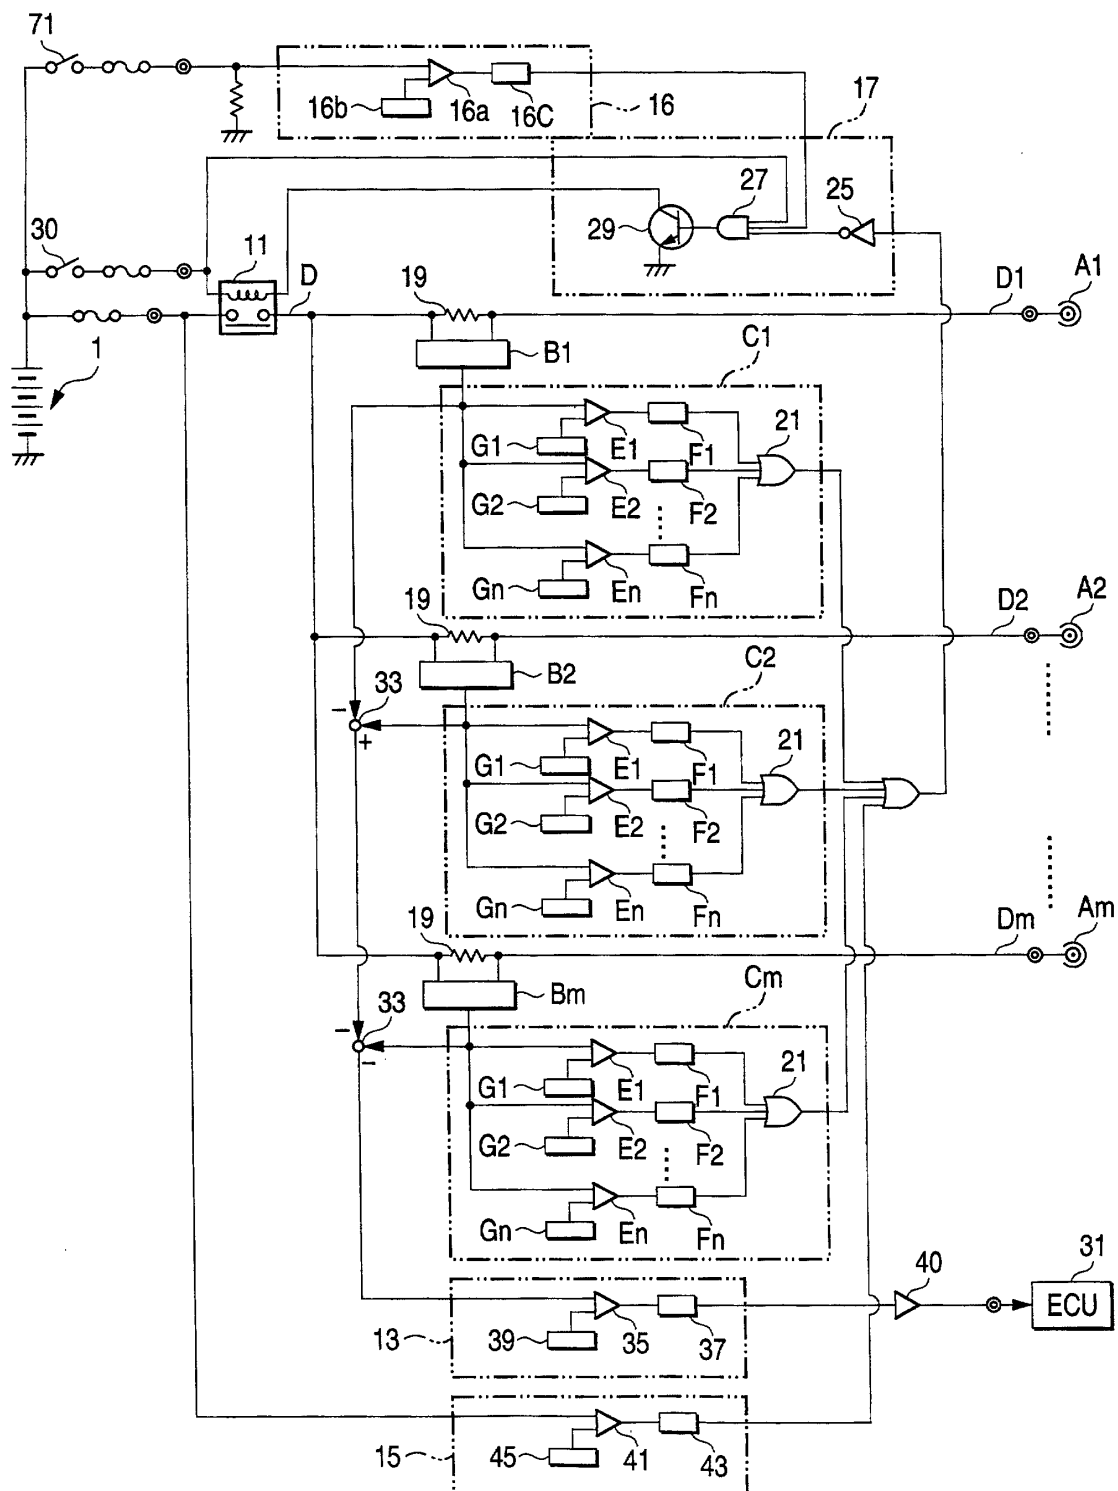 71
16b
16a
16C
16
17
27
25
29
30
11
D
19
D1
A1
B1
C1
1
G1
E1
F1
21
G2
E2
F2
Gn
En
Fn
19
D2
A2
B2
C2
33
−
+
G1
E1
F1
21
G2
E2
F2
Gn
En
Fn
19
Dm
Am
Bm
Cm
33
−
−
G1
E1
F1
21
G2
E2
F2
Gn
En
Fn
40
31
ECU
13
39
35
37
15
45
41
43